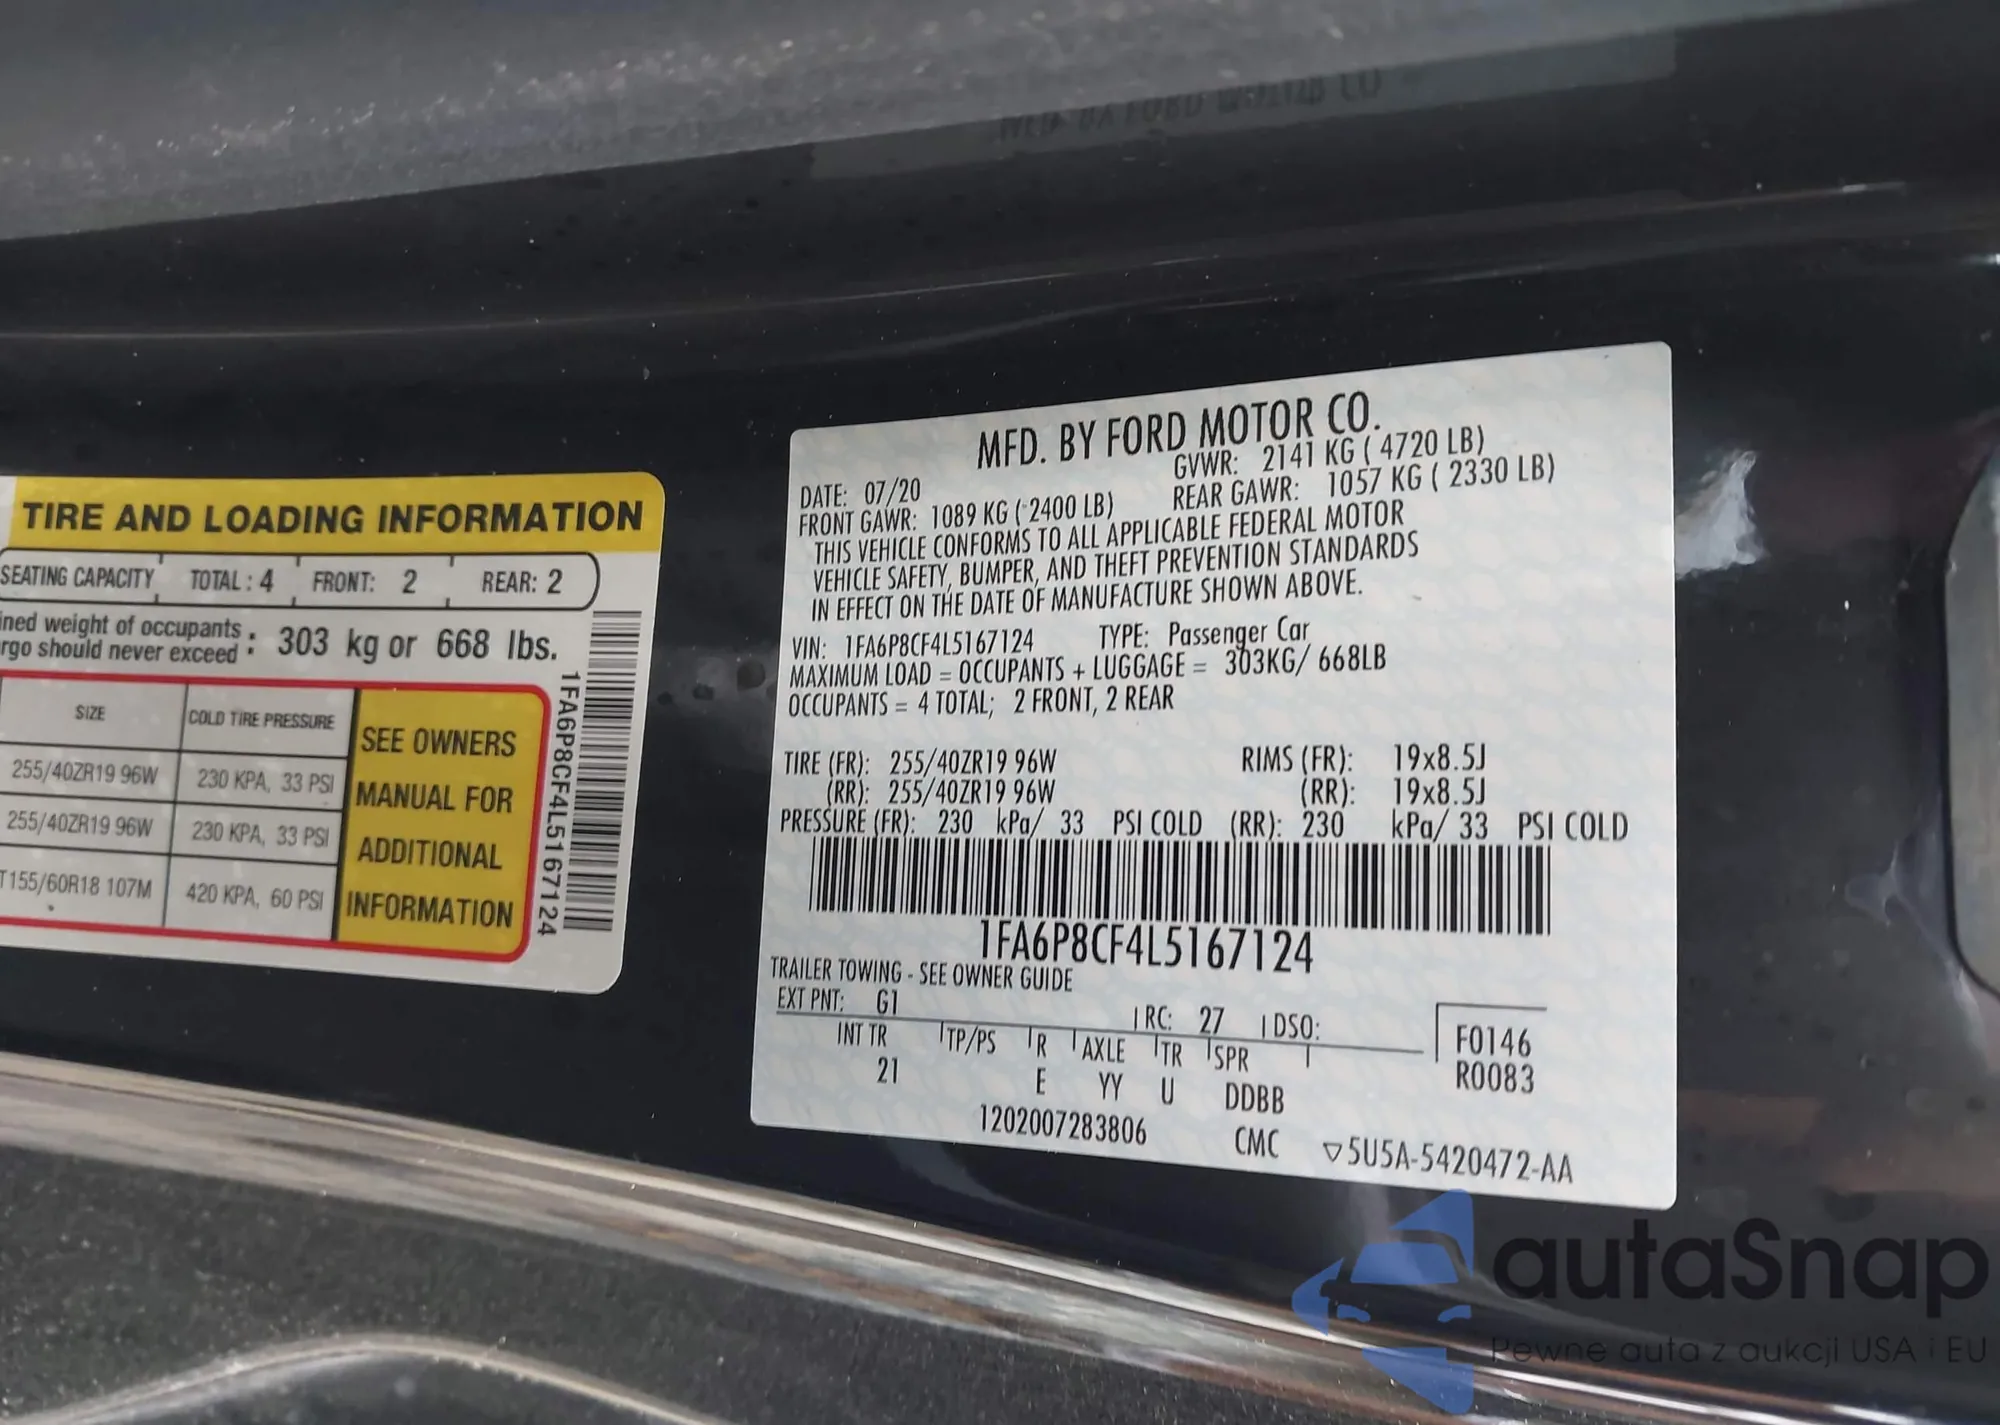 TIRE AND LOADING INFORMATION
SEATING CAPACITY TOTAL : 4 FRONT: 2 REAR: 2
ined weight of occupants
rgo should never exceed : 303 kg or 668 lbs.
SIZE COLD TIRE PRESSURE
255/40ZR19 96W 230 KPA, 33 PSI
255/40ZR19 96W 230 KPA, 33 PSI
T155/60R18 107M 420 KPA, 60 PSI
SEE OWNERS
MANUAL FOR
ADDITIONAL
INFORMATION
1FA6P8CF4L5167124
MFD. BY FORD MOTOR CO.
DATE: 07/20 GVWR: 2141 KG ( 4720 LB)
FRONT GAWR: 1089 KG ( 2400 LB) REAR GAWR: 1057 KG ( 2330 LB)
THIS VEHICLE CONFORMS TO ALL APPLICABLE FEDERAL MOTOR
VEHICLE SAFETY, BUMPER, AND THEFT PREVENTION STANDARDS
IN EFFECT ON THE DATE OF MANUFACTURE SHOWN ABOVE.
VIN: 1FA6P8CF4L5167124 TYPE: Passenger Car
MAXIMUM LOAD = OCCUPANTS + LUGGAGE = 303KG/ 668LB
OCCUPANTS = 4 TOTAL; 2 FRONT, 2 REAR
TIRE (FR): 255/40ZR19 96W RIMS (FR): 19x8.5J
(RR): 255/40ZR19 96W (RR): 19x8.5J
PRESSURE (FR): 230 kPa/ 33 PSI COLD (RR): 230 kPa/ 33 PSI COLD
1FA6P8CF4L5167124
TRAILER TOWING - SEE OWNER GUIDE
EXT PNT: G1 RC: 27 DSO:
INT TR TP/PS R AXLE TR SPR
21 E YY U DDBB
F0146
R0083
1202007283806 CMC ▽5U5A-5420472-AA
autaSnap
Pewne auta z aukcji USA i EU